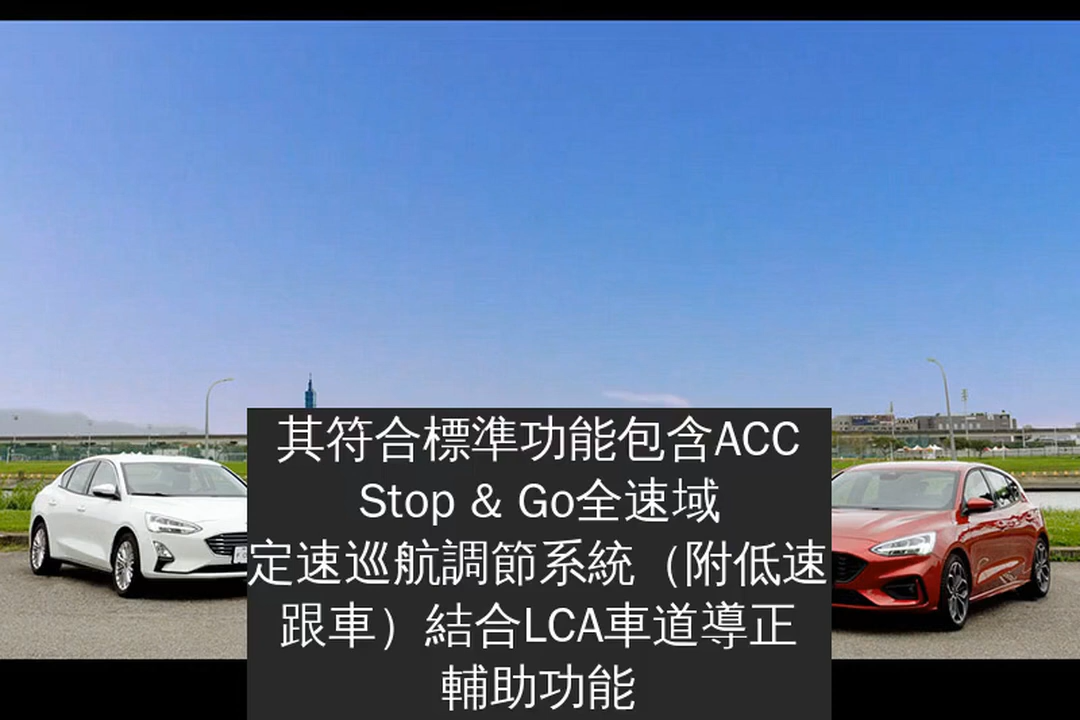 其符合標準功能包含ACC
Stop & Go全速域
定速巡航調節系統（附低速
跟車）結合LCA車道導正
輔助功能